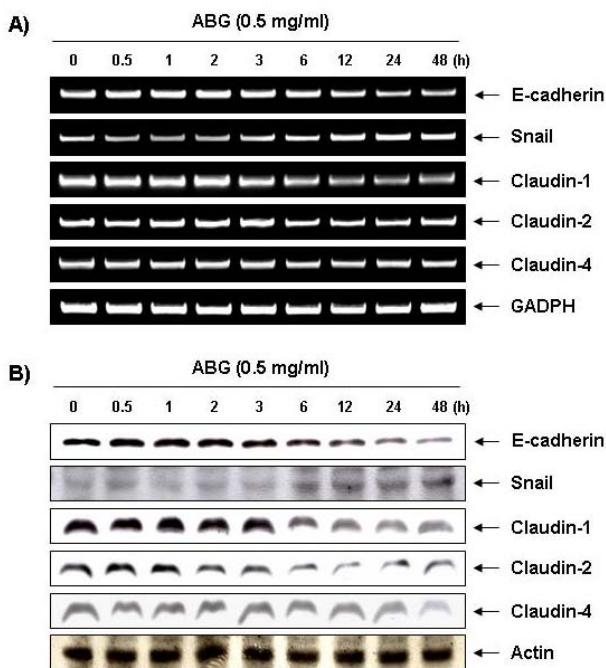 A)
ABG (0.5 mg/ml)
0 0.5 1 2 3 6 12 24 48 (h)
E-cadherin
Snail
Claudin-1
Claudin-2
Claudin-4
GADPH
B)
ABG (0.5 mg/ml)
0 0.5 1 2 3 6 12 24 48 (h)
E-cadherin
Snail
Claudin-1
Claudin-2
Claudin-4
Actin